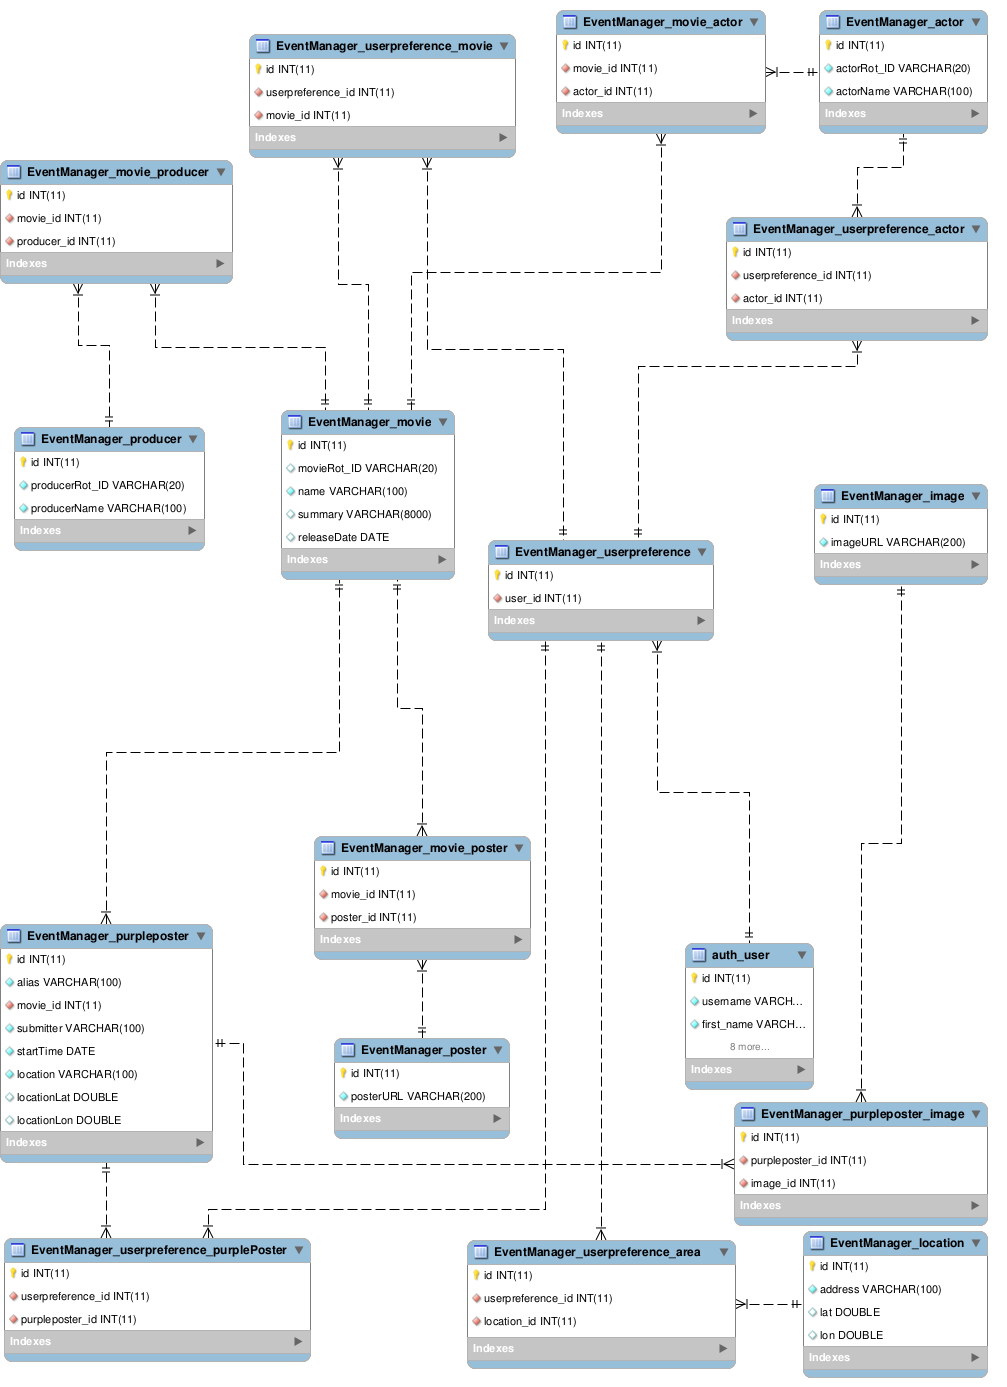 EventManager_movie_actor
id INT(11)
movie_id INT(11)
actor_id INT(11)
Indexes
EventManager_actor
id INT(11)
actorRot_ID VARCHAR(20)
actorName VARCHAR(100)
Indexes
EventManager_userpreference_movie
id INT(11)
userpreference_id INT(11)
movie_id INT(11)
Indexes
EventManager_movie_producer
id INT(11)
movie_id INT(11)
producer_id INT(11)
Indexes
EventManager_userpreference_actor
id INT(11)
userpreference_id INT(11)
actor_id INT(11)
Indexes
EventManager_producer
id INT(11)
producerRot_ID VARCHAR(20)
producerName VARCHAR(100)
Indexes
EventManager_movie
id INT(11)
movieRot_ID VARCHAR(20)
name VARCHAR(100)
summary VARCHAR(8000)
releaseDate DATE
Indexes
EventManager_image
id INT(11)
imageURL VARCHAR(200)
Indexes
EventManager_userpreference
id INT(11)
user_id INT(11)
Indexes
EventManager_movie_poster
id INT(11)
movie_id INT(11)
poster_id INT(11)
Indexes
EventManager_purpleposter
id INT(11)
alias VARCHAR(100)
movie_id INT(11)
submitter VARCHAR(100)
startTime DATE
location VARCHAR(100)
locationLat DOUBLE
locationLon DOUBLE
Indexes
auth_user
id INT(11)
username VARCH...
first_name VARCH...
8 more...
Indexes
EventManager_poster
id INT(11)
posterURL VARCHAR(200)
Indexes
EventManager_purpleposter_image
id INT(11)
purpleposter_id INT(11)
image_id INT(11)
Indexes
EventManager_userpreference_purplePoster
id INT(11)
userpreference_id INT(11)
purpleposter_id INT(11)
Indexes
EventManager_userpreference_area
id INT(11)
userpreference_id INT(11)
location_id INT(11)
Indexes
EventManager_location
id INT(11)
address VARCHAR(100)
lat DOUBLE
lon DOUBLE
Indexes